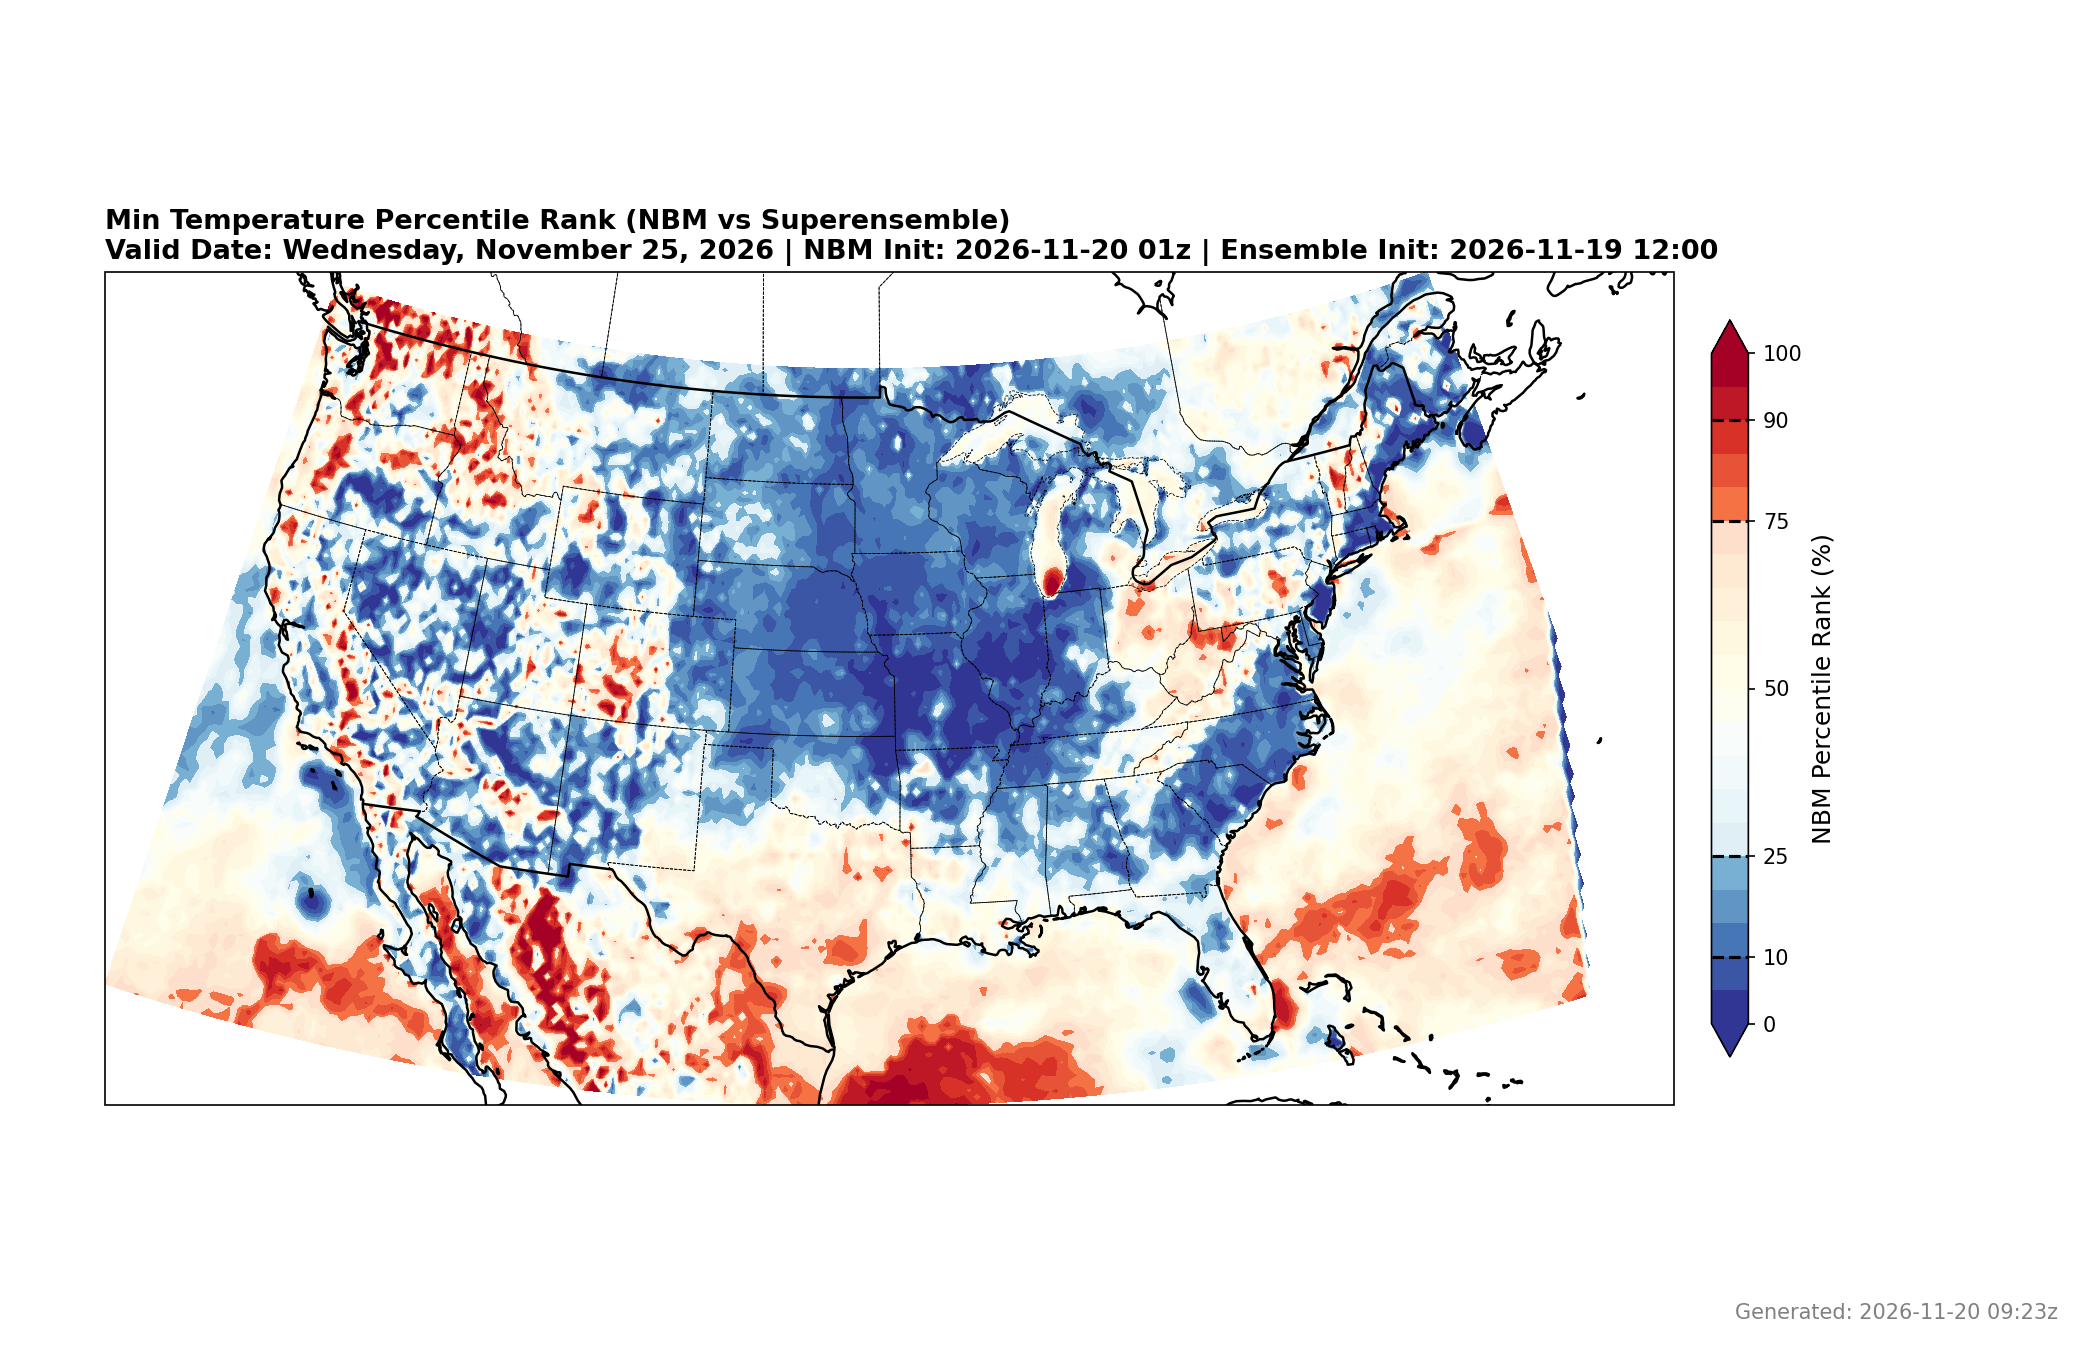 Min Temperature Percentile Rank (NBM vs Superensemble)
Valid Date: Wednesday, November 25, 2026 | NBM Init: 2026-11-20 01z | Ensemble Init: 2026-11-19 12:00
100
90
75
50
25
10
0
NBM Percentile Rank (%)
Generated: 2026-11-20 09:23z